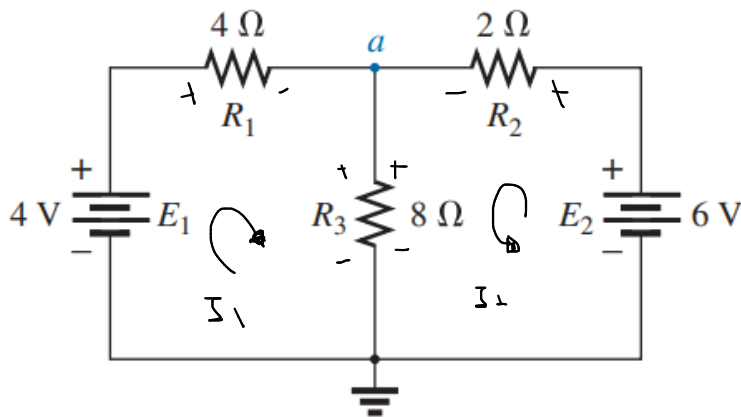 4 Ω
a
2 Ω
+ -
- +
R₁
R₂
+
+ +
+
4 V
E₁
R₃
8 Ω
E₂
6 V
-
- -
-
I1
I2